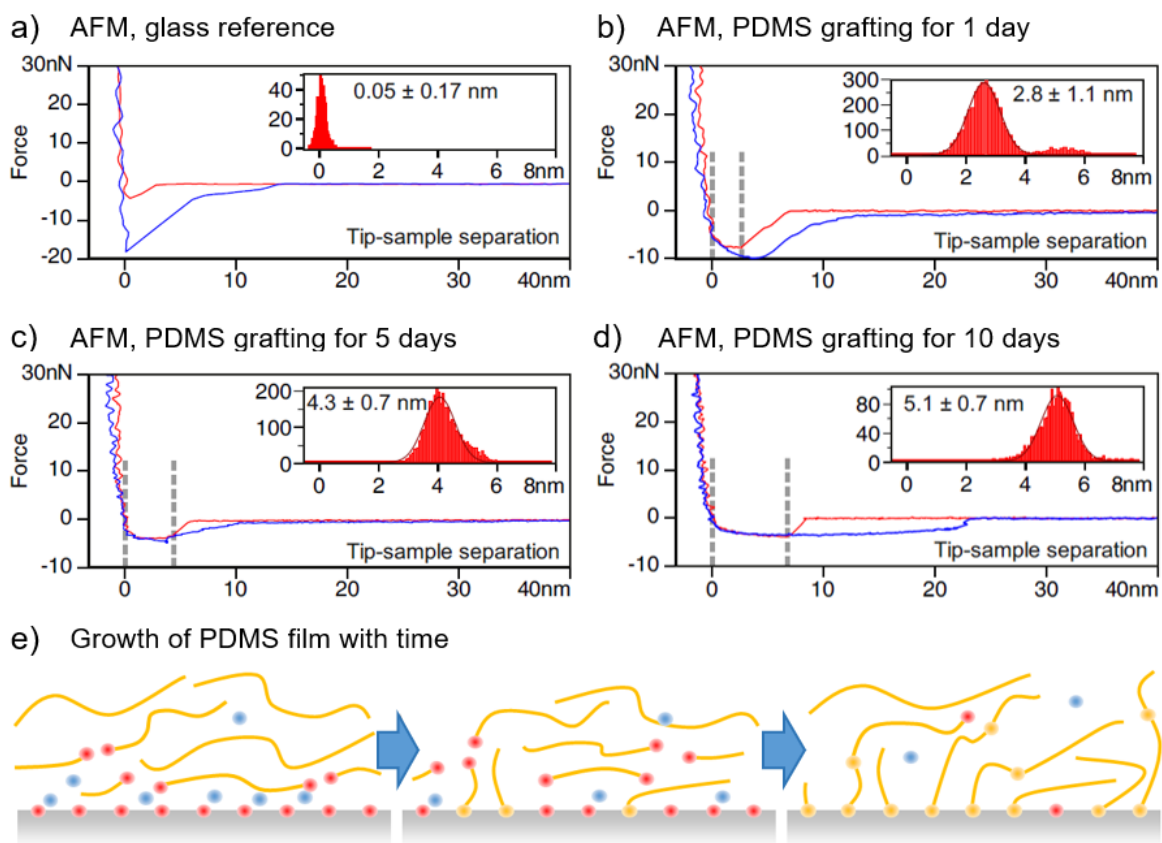 a) AFM, glass reference
30nN
20
10
0
-10
-20
Force
40
20
0
0.05 ± 0.17 nm
0 2 4 6 8nm
Tip-sample separation
0 10 20 30 40nm
b) AFM, PDMS grafting for 1 day
30nN
20
10
0
-10
Force
300
200
100
0
2.8 ± 1.1 nm
0 2 4 6 8nm
Tip-sample separation
0 10 20 30 40nm
c) AFM, PDMS grafting for 5 days
30nN
20
10
0
-10
Force
200
100
0
4.3 ± 0.7 nm
0 2 4 6 8nm
Tip-sample separation
0 10 20 30 40nm
d) AFM, PDMS grafting for 10 days
30nN
20
10
0
-10
Force
80
40
0
5.1 ± 0.7 nm
0 2 4 6 8nm
Tip-sample separation
0 10 20 30 40nm
e) Growth of PDMS film with time